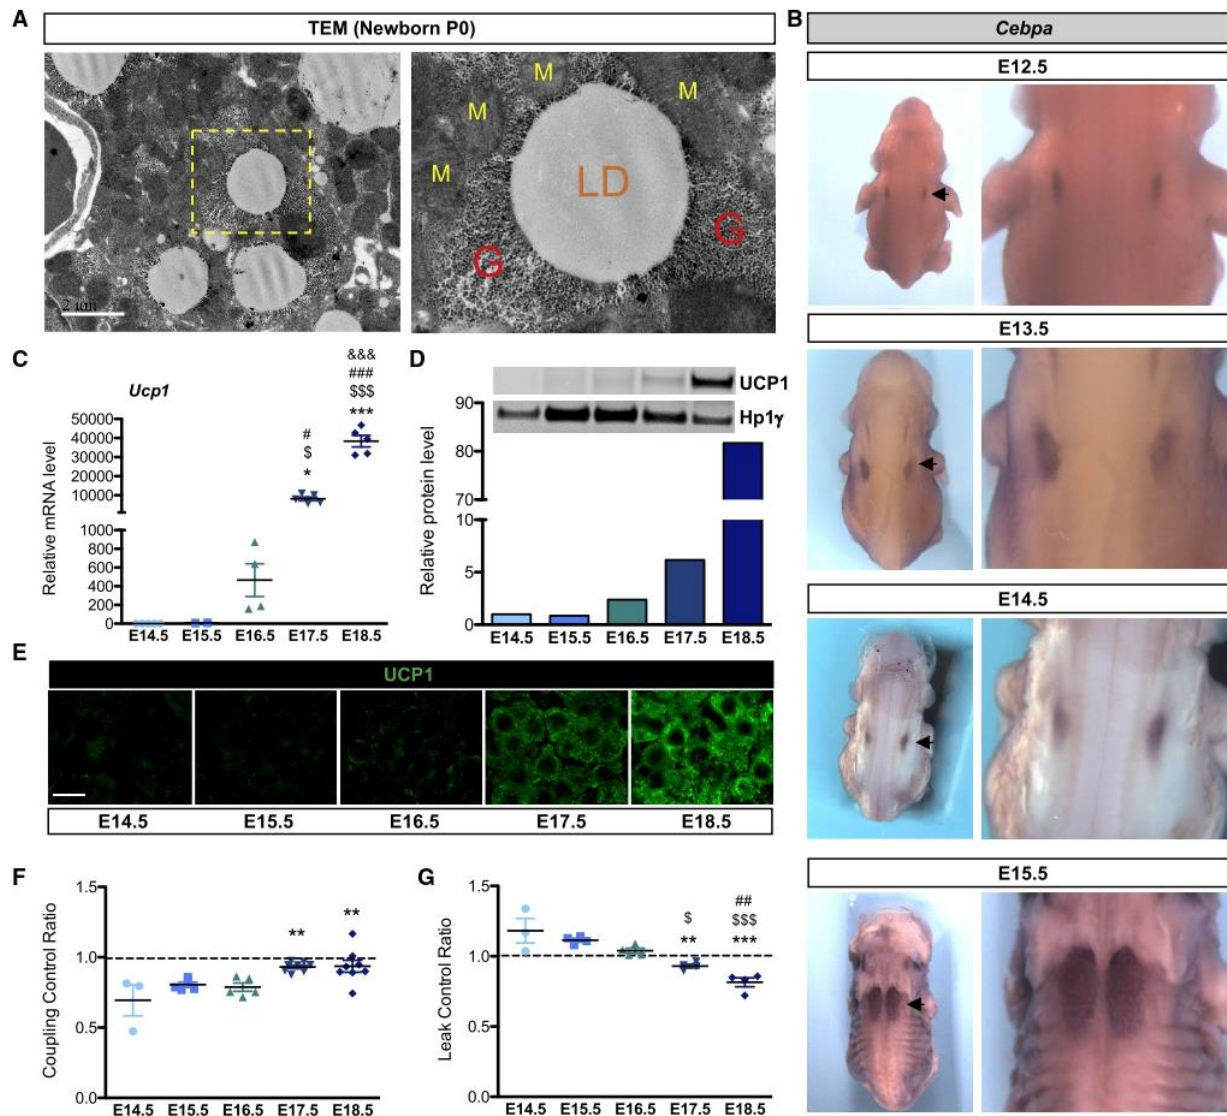 A
TEM (Newborn P0)
M
M
M
M
LD
G
G
2 µm
B
Cebpa
E12.5
E13.5
E14.5
E15.5
C
Ucp1
&&&
###
$$$
***
#
$
*
Relative mRNA level
50000
40000
30000
20000
10000
1000
800
600
400
200
0
E14.5 E15.5 E16.5 E17.5 E18.5
D
UCP1
Hp1γ
Relative protein level
90
80
70
10
5
0
E14.5 E15.5 E16.5 E17.5 E18.5
E
UCP1
E14.5 E15.5 E16.5 E17.5 E18.5
F
Coupling Control Ratio
1.5
1.0
0.5
0.0
**
**
E14.5 E15.5 E16.5 E17.5 E18.5
G
Leak Control Ratio
1.5
1.0
0.5
0.0
$
**
##
$$$
***
E14.5 E15.5 E16.5 E17.5 E18.5